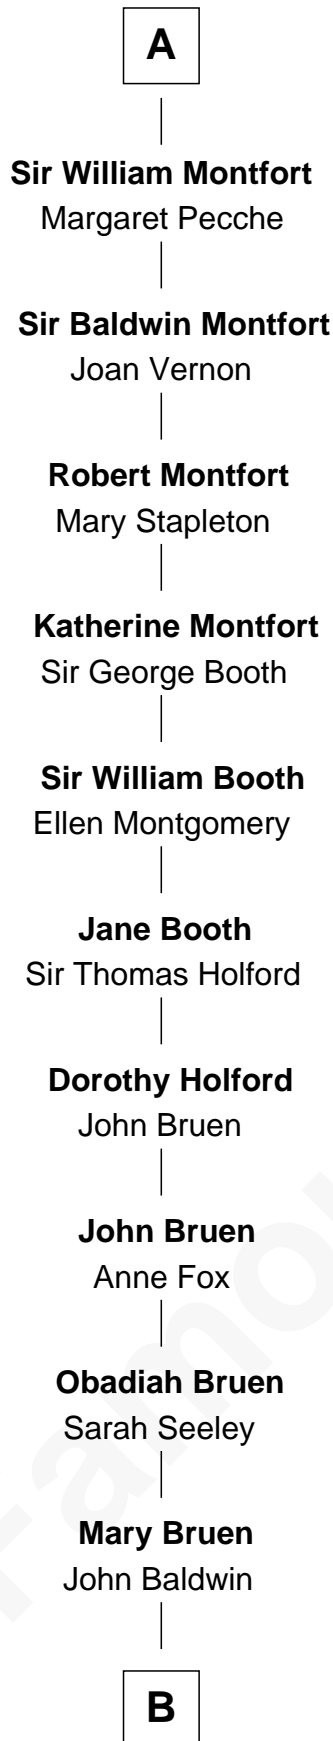 A
Sir William Montfort
Margaret Pecche
Sir Baldwin Montfort
Joan Vernon
Robert Montfort
Mary Stapleton
Katherine Montfort
Sir George Booth
Sir William Booth
Ellen Montgomery
Jane Booth
Sir Thomas Holford
Dorothy Holford
John Bruen
John Bruen
Anne Fox
Obadiah Bruen
Sarah Seeley
Mary Bruen
John Baldwin
B